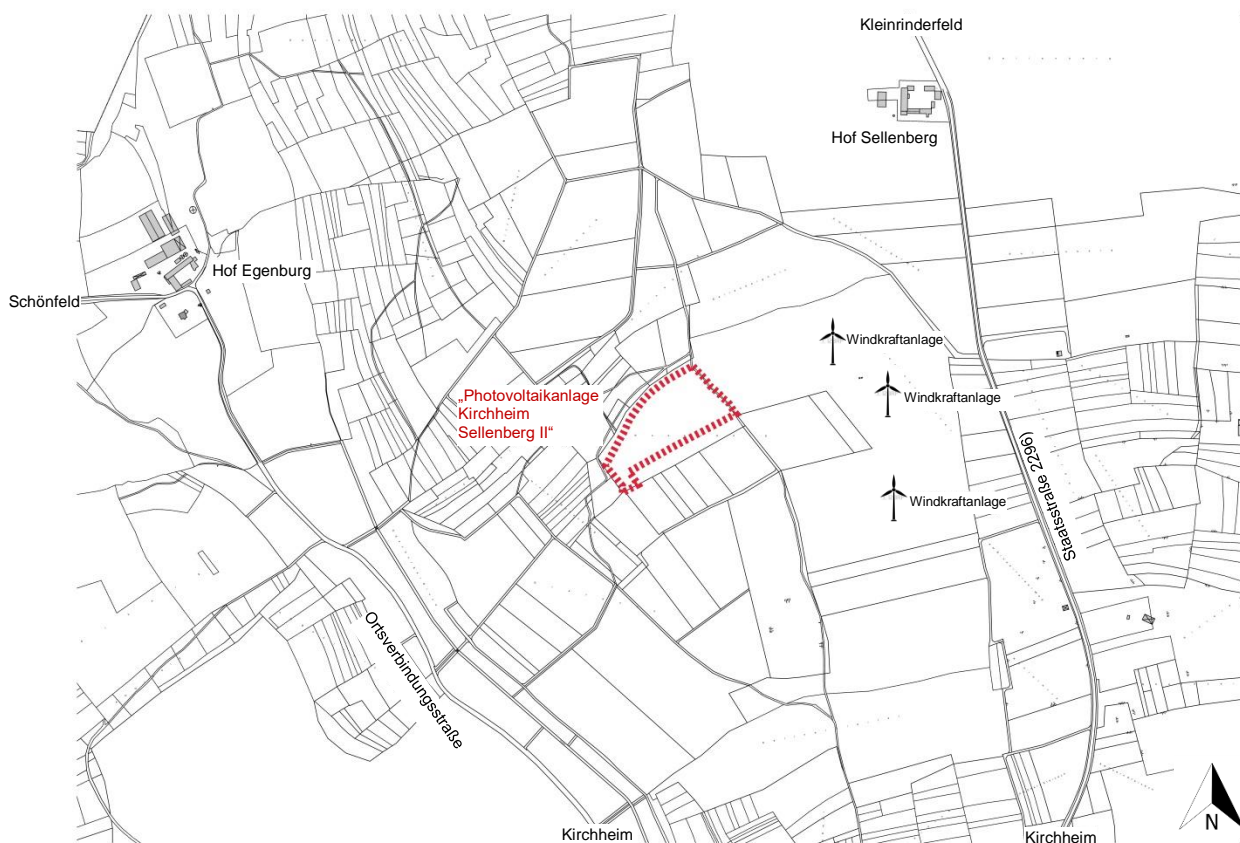 Kleinrinderfeld
Hof Sellenberg
Hof Egenburg
Schönfeld
Windkraftanlage
„Photovoltaikanlage
Kirchheim
Sellenberg II“
Windkraftanlage
Staatsstraße 2296)
Windkraftanlage
Ortsverbindungsstraße
N
Kirchheim
Kirchheim